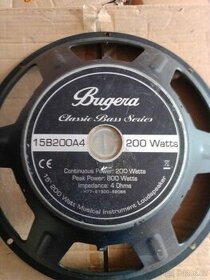 Bugera
Classic Bass Series
15B200A4
200 Watts
Continuous Power: 200 Watts
Peak Power: 800 Watts
Impedance: 4 Ohms
15" 200 Watt Musical Instrument Loudspeaker